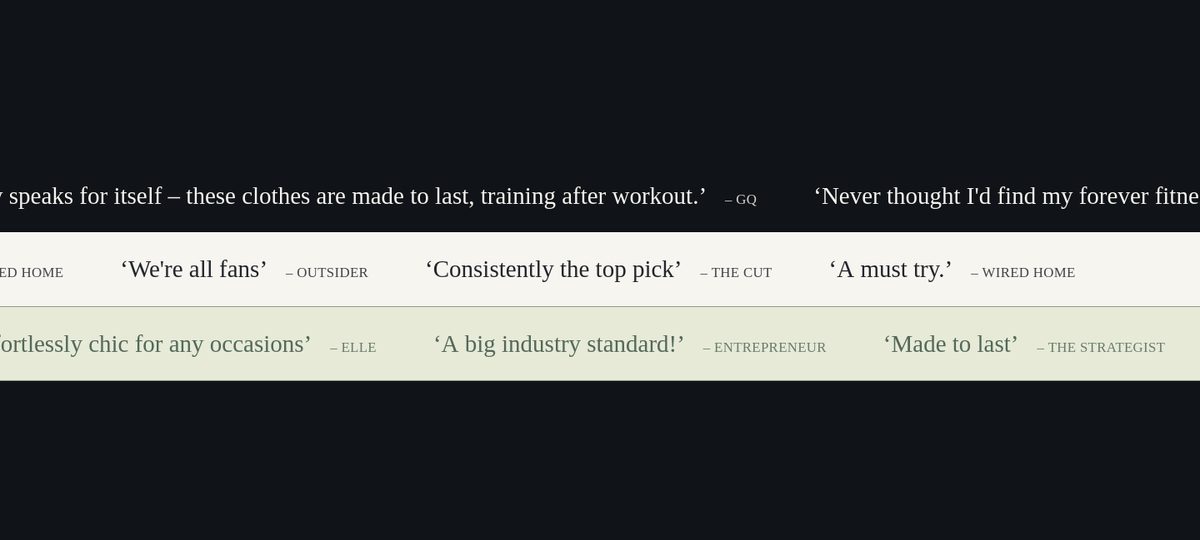 speaks for itself – these clothes are made to last, training after workout.’ – GQ ‘Never thought I'd find my forever
HOME ‘We're all fans’ – OUTSIDER ‘Consistently the top pick’ – THE CUT ‘A must try.’ – WIRED HOME
chic for any occasions’ – ELLE ‘A big industry standard!’ – ENTREPRENEUR ‘Made to last’ – THE STRATEGIST